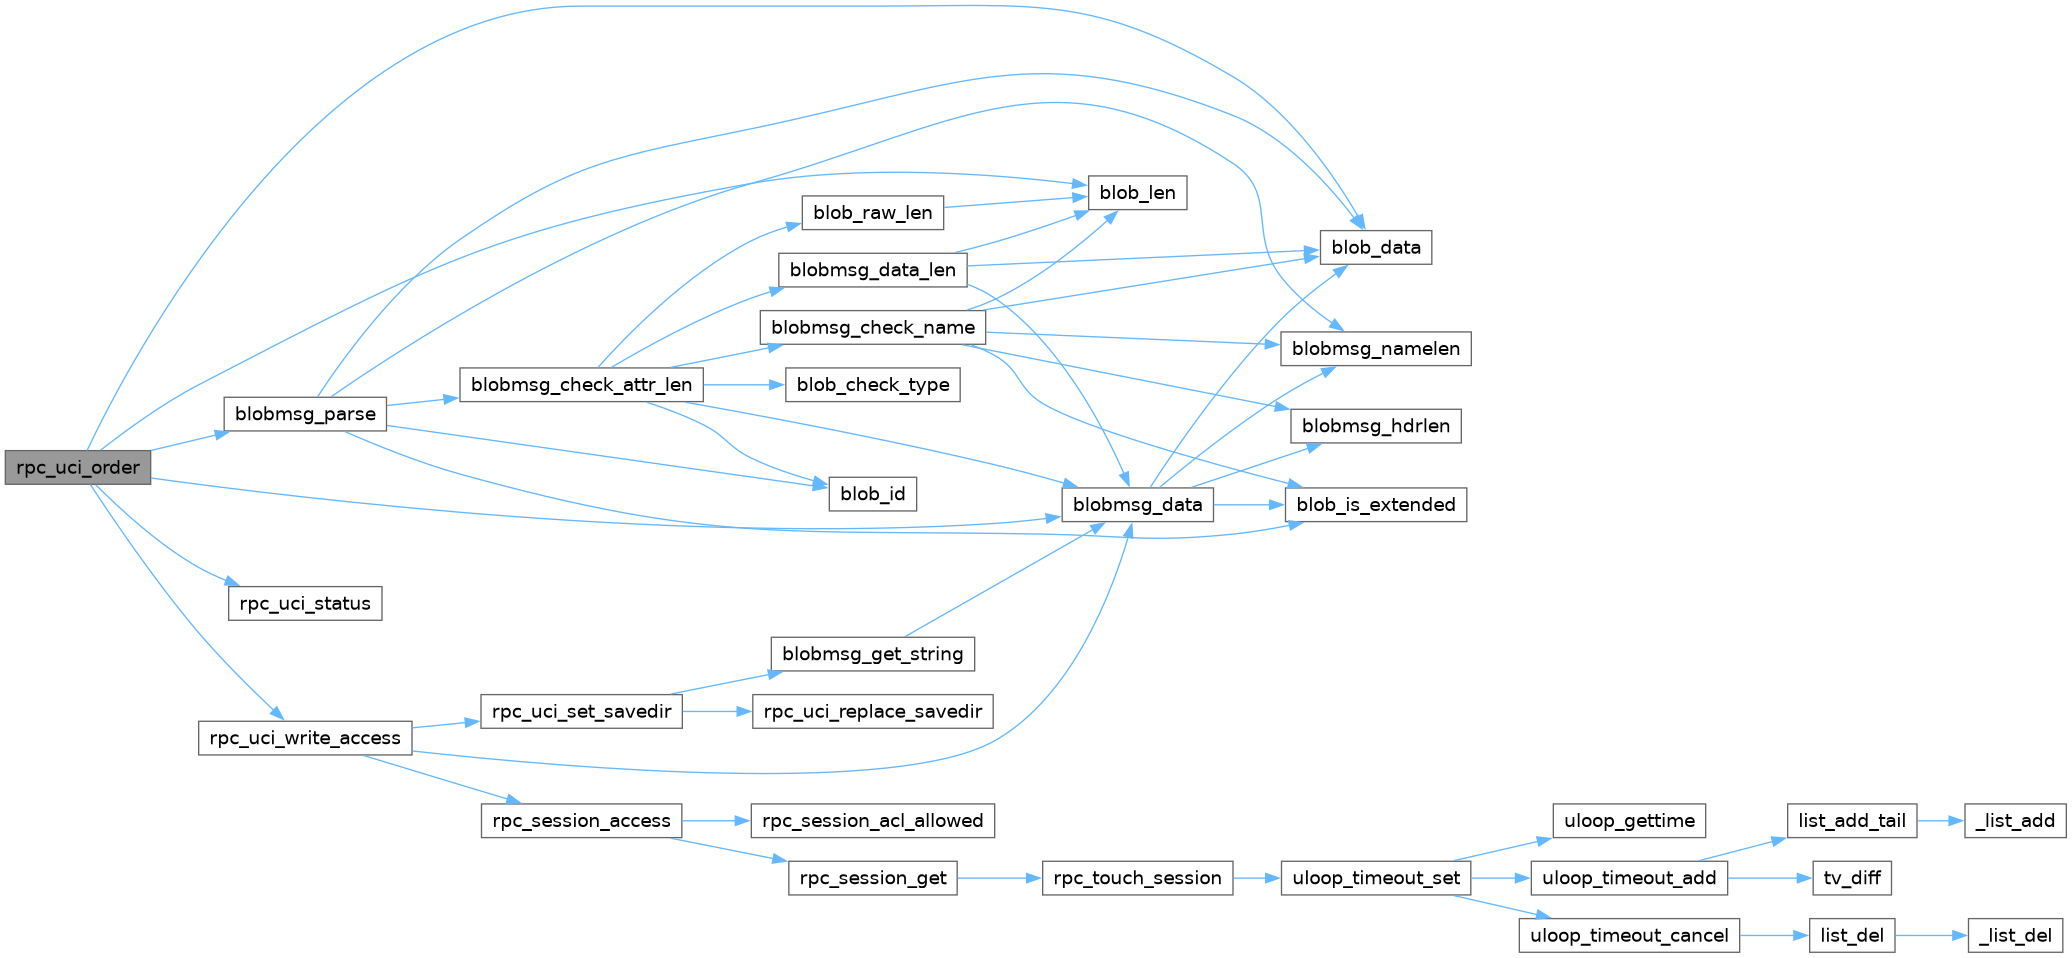 rpc_uci_order
blobmsg_parse
rpc_uci_status
rpc_uci_write_access
blobmsg_check_attr_len
rpc_uci_set_savedir
rpc_session_access
blob_raw_len
blobmsg_data_len
blobmsg_check_name
blob_check_type
blob_id
blobmsg_get_string
rpc_uci_replace_savedir
rpc_session_acl_allowed
rpc_session_get
blob_len
blobmsg_data
rpc_touch_session
blob_data
blobmsg_namelen
blobmsg_hdrlen
blob_is_extended
uloop_timeout_set
uloop_gettime
uloop_timeout_add
uloop_timeout_cancel
list_add_tail
tv_diff
list_del
_list_add
_list_del